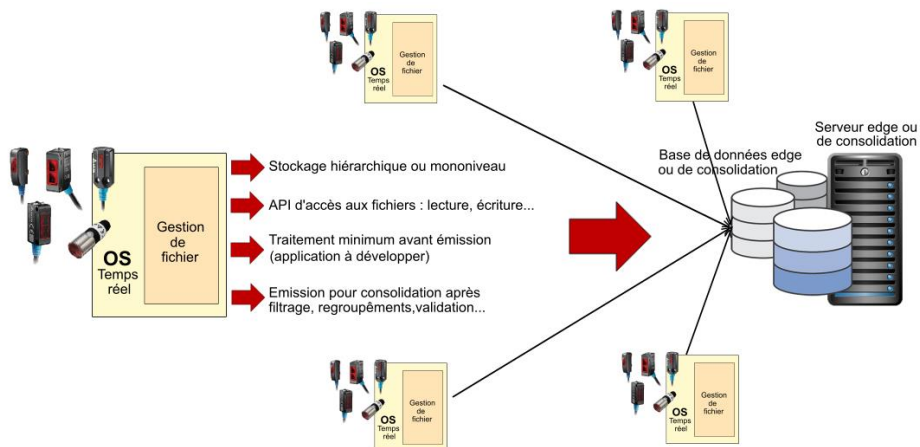 Gestion
de
fichier
OS
Temps
réel
Gestion
de
fichier
OS
Temps
réel
Serveur edge ou
de consolidation
Base de données edge
ou de consolidation
Gestion
de
fichier
OS
Temps
réel
Stockage hiérarchique ou mononiveau
API d'accès aux fichiers : lecture, écriture...
Traitement minimum avant émission
(application à développer)
Emission pour consolidation après
filtrage, regroupêments,validation...
Gestion
de
fichier
OS
Temps
réel
Gestion
de
fichier
OS
Temps
réel